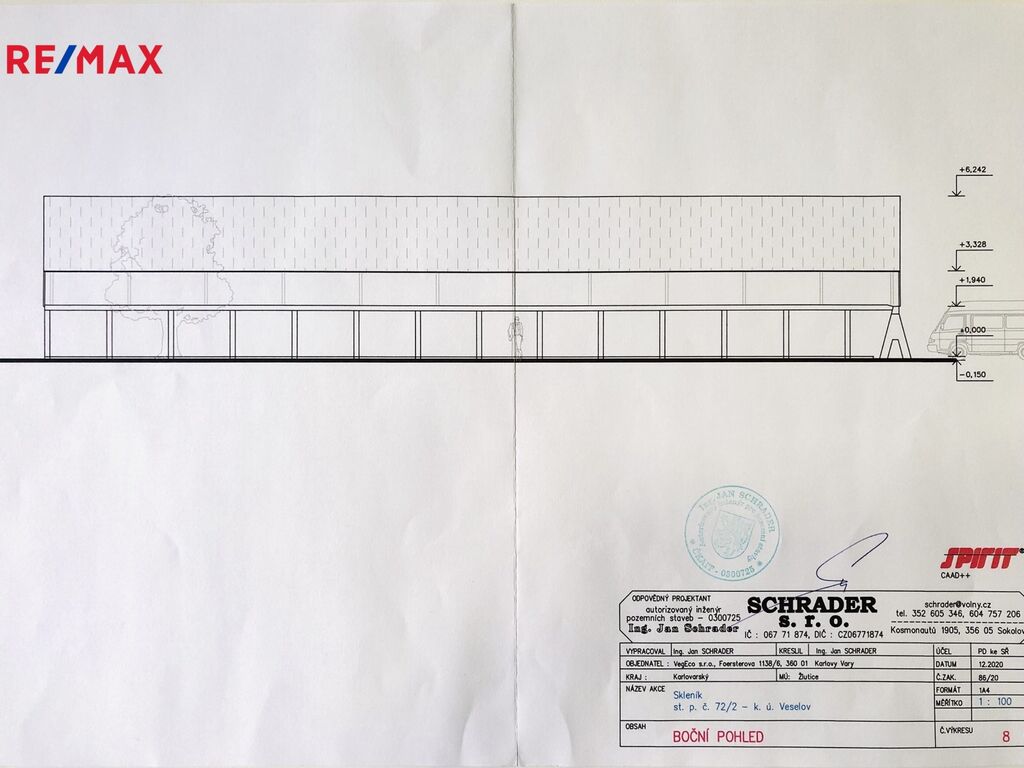 RE/MAX
+6,242
+3,328
+1,940
±0,000
-0,150
Ing. JAN SCHRADER
ČKAIT - 0300725
SPIRIT
CAAD++
ODPOVĚDNÝ PROJEKTANT
autorizovaný inženýr
pozemních staveb - 0300725
Ing. Jan Schrader
SCHRADER
s. r. o.
IČ : 067 71 874, DIČ : CZ06771874
schrader@volny.cz
tel. 352 605 346, 604 757 206
Kosmonautů 1905, 356 05 Sokolov
VYPRACOVAL Ing. Jan SCHRADER KRESLIL Ing. Jan SCHRADER ÚČEL PD ke SŘ
OBJEDNATEL : VegEco s.r.o., Foersterova 1138/6, 360 01 Karlovy Vary DATUM 12.2020
KRAJ : Karlovarský MÚ: Žlutice Č.ZAK. 86/20
NÁZEV AKCE Skleník FORMÁT 1A4
st. p. č. 72/2 - k. ú. Veselov MĚŘÍTKO 1 : 100
OBSAH BOČNÍ POHLED Č.VÝKRESU 8